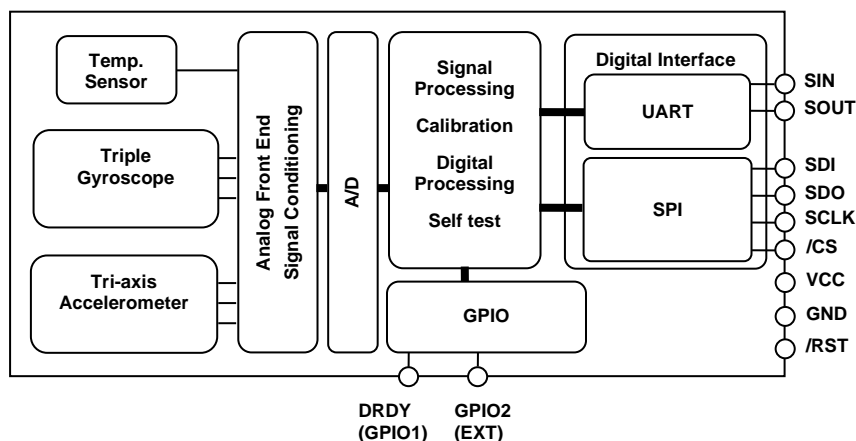 Temp.
Sensor
Triple
Gyroscope
Tri-axis
Accelerometer
Analog Front End
Signal Conditioning
A/D
Signal
Processing
Calibration
Digital
Processing
Self test
GPIO
Digital Interface
UART
SPI
SIN
SOUT
SDI
SDO
SCLK
/CS
VCC
GND
/RST
DRDY
(GPIO1)
GPIO2
(EXT)